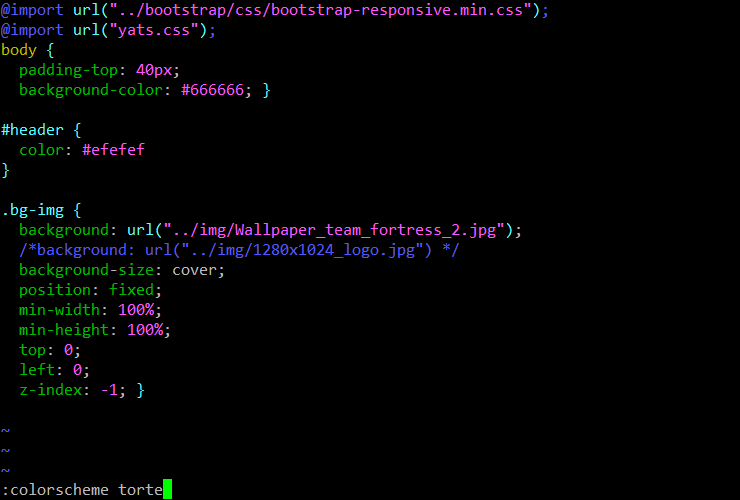 @import url("../bootstrap/css/bootstrap-responsive.min.css");
@import url("yats.css");
body {
  padding-top: 40px;
  background-color: #666666; }

#header {
  color: #efefef
}

.bg-img {
  background: url("../img/Wallpaper_team_fortress_2.jpg");
  /*background: url("../img/1280x1024_logo.jpg") */
  background-size: cover;
  position: fixed;
  min-width: 100%;
  min-height: 100%;
  top: 0;
  left: 0;
  z-index: -1; }

~
~
~
:colorscheme torte